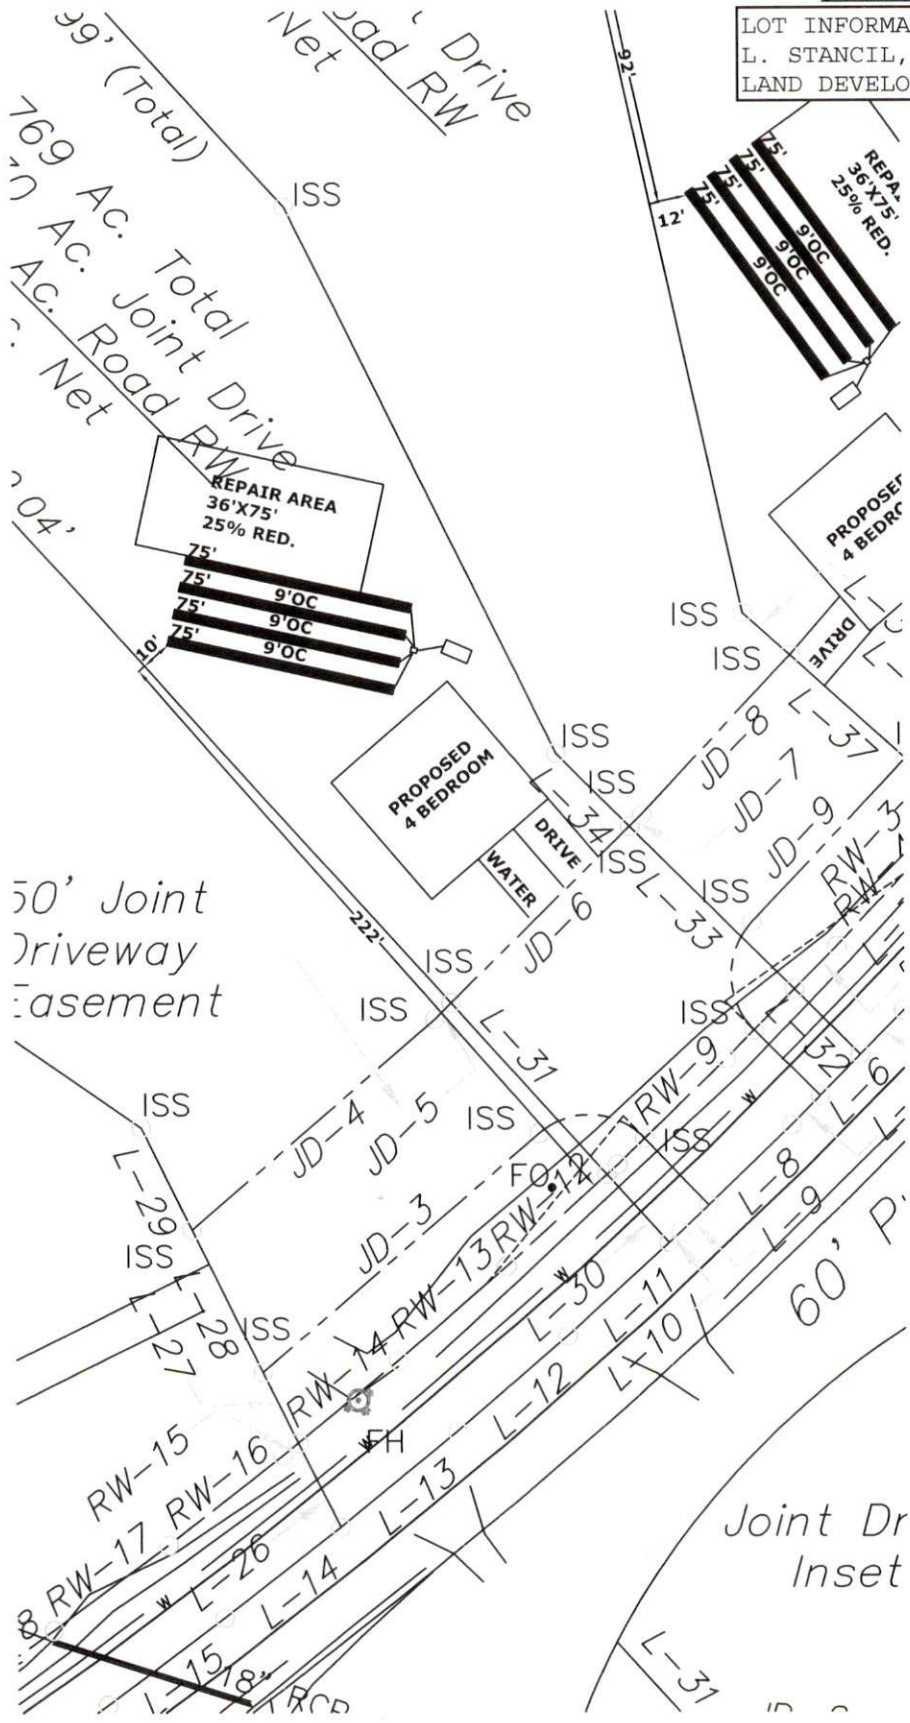 LOT INFORMA
L. STANCIL,
LAND DEVELO
99' (Total)
Net
Road RW
Drive
92'
12'
ISS
769 Ac. Total
Ac. Joint Drive
Ac. Road RW
Net
75'
75'
75'
75'
9'OC
9'OC
9'OC
36'X75'
25% RED.
REPAIR AREA
36'X75'
25% RED.
75'
75'
75'
75'
9'OC
9'OC
9'OC
04'
10'
PROPOSED
4 BEDRO
DRIVE
ISS
ISS
L-37
JD-8
JD-7
JD-9
RW-3
RW
ISS
ISS
PROPOSED
4 BEDROOM
L-34
DRIVE
WATER
ISS
L-33
ISS
JD-6
222'
50' Joint
Driveway
Easement
ISS
ISS
L-31
ISS
32
L-6
RW-9
W
ISS
L-29
JD-4
JD-5
ISS
ISS
FO
RW-12
L-8
L-9
60' P
JD-3
RW-13
W
L-30
L-11
L-10
ISS
L-28
L-27
ISS
RW-14
L-12
FH
W
RW-15
RW-16
L-13
Joint Dr
Inset
RW-17
8
L-26
W
L-14
L-15
18"
RCP
L-31